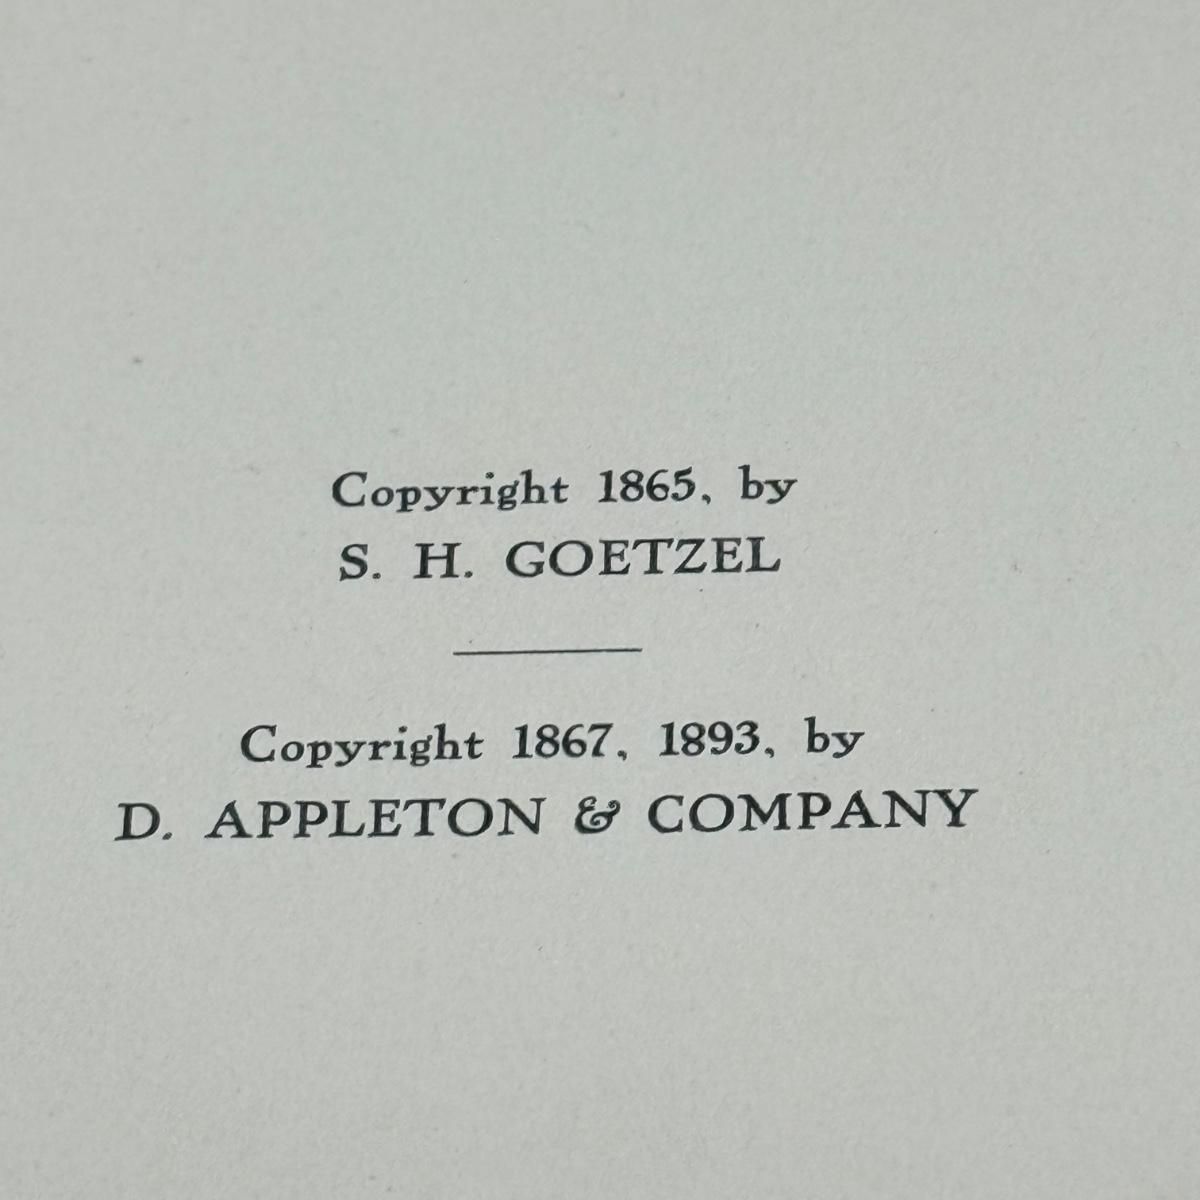 Copyright 1865, by
S. H. GOETZEL
Copyright 1867, 1893, by
D. APPLETON & COMPANY